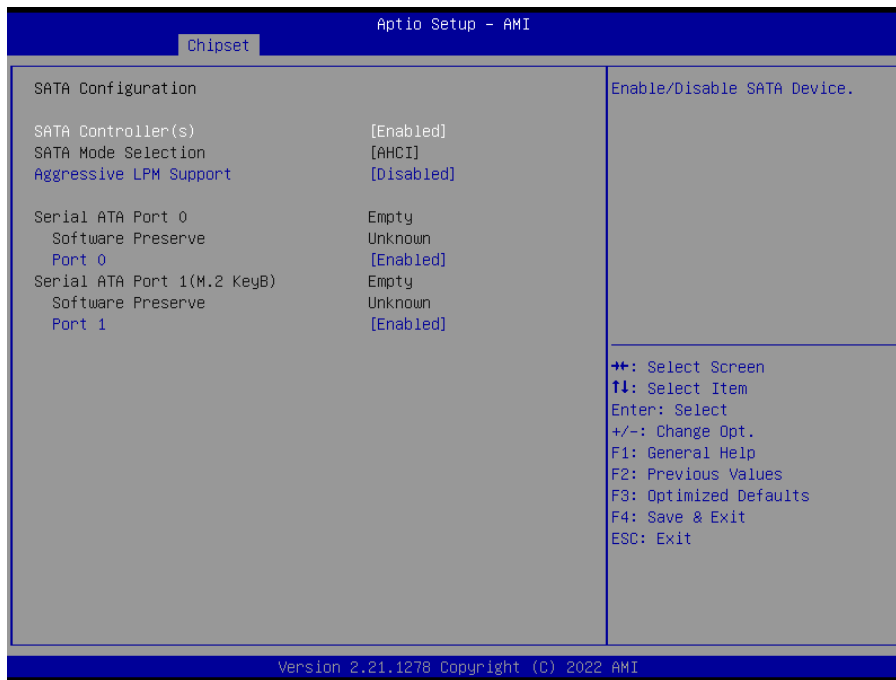 Aptio Setup – AMI
Chipset
SATA Configuration
SATA Controller(s) [Enabled]
SATA Mode Selection [AHCI]
Aggressive LPM Support [Disabled]
Serial ATA Port 0 Empty
Software Preserve Unknown
Port 0 [Enabled]
Serial ATA Port 1(M.2 KeyB) Empty
Software Preserve Unknown
Port 1 [Enabled]
Enable/Disable SATA Device.
→←: Select Screen
↑↓: Select Item
Enter: Select
+/-: Change Opt.
F1: General Help
F2: Previous Values
F3: Optimized Defaults
F4: Save & Exit
ESC: Exit
Version 2.21.1278 Copyright (C) 2022 AMI